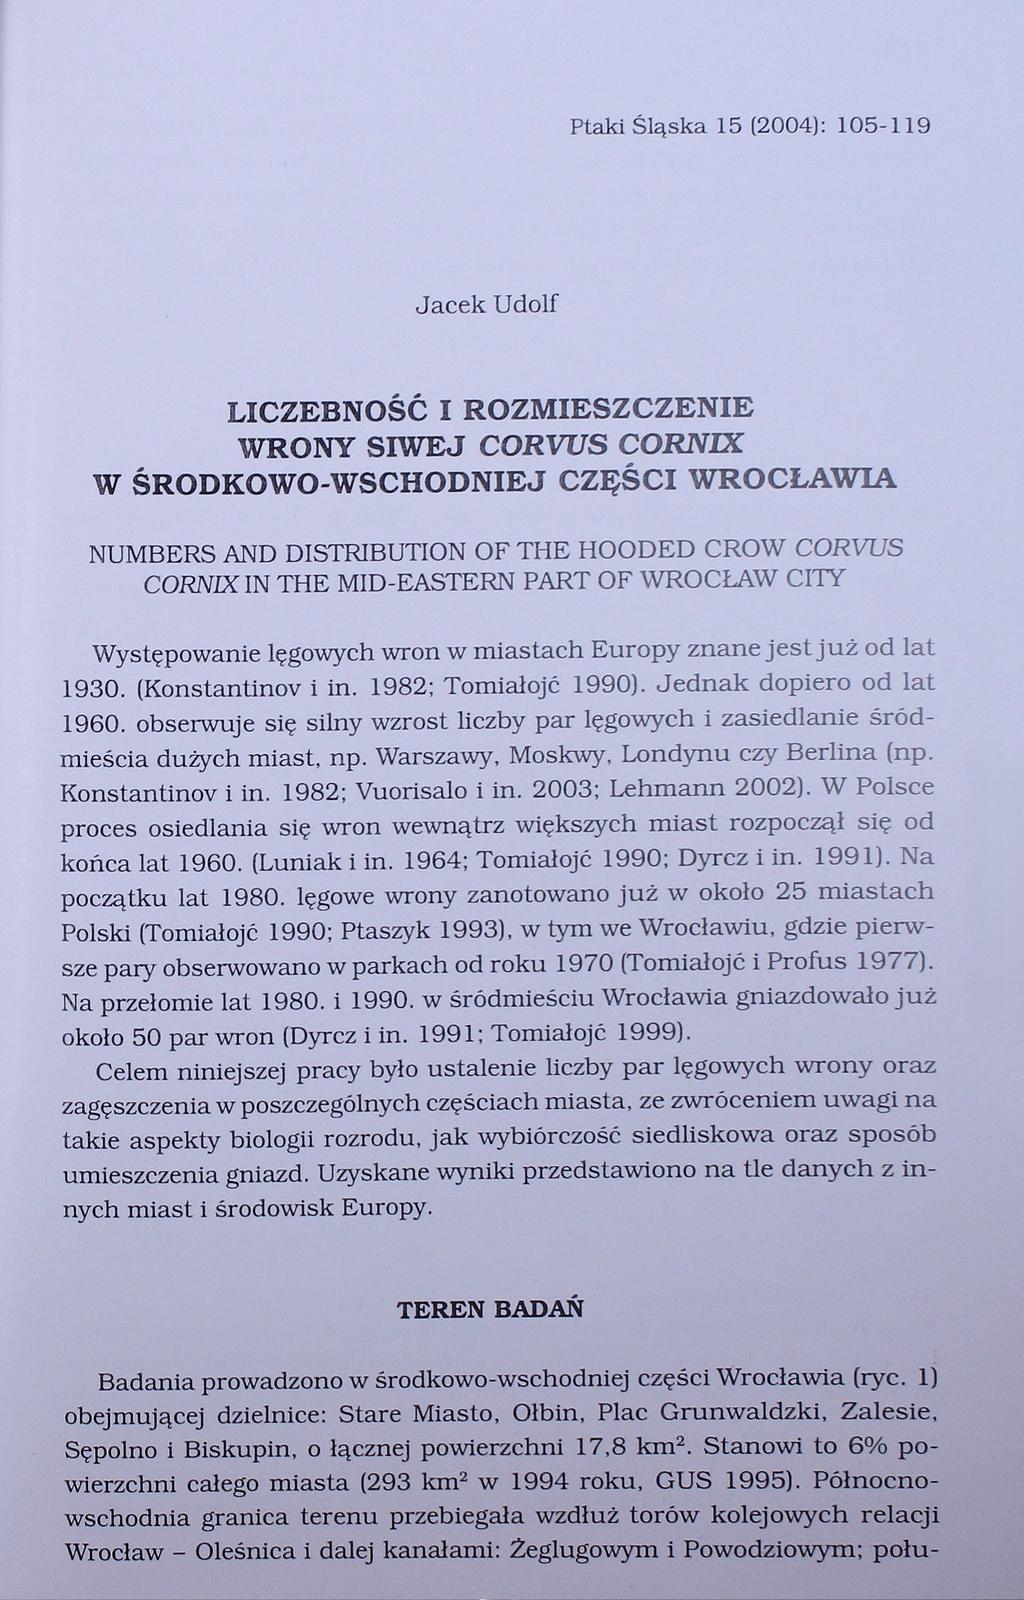 Ptaki Śląska 15 (2004): 105-119
Jacek Udolf
LICZEBNOŚĆ I ROZMIESZCZENIE
WRONY SIWEJ CORVUS CORNIX
W ŚRODKOWO-WSCHODNIEJ CZĘŚCI WROCŁAWIA
NUMBERS AND DISTRIBUTION OF THE HOODED CROW CORVUS
CORNIX IN THE MID-EASTERN PART OF WROCŁAW CITY
Występowanie lęgowych wron w miastach Europy znane jest już od lat
1930. (Konstantinov i in. 1982; Tomiałojć 1990). Jednak dopiero od lat
1960. obserwuje się silny wzrost liczby par lęgowych i zasiedlanie śród-
mieścia dużych miast, np. Warszawy, Moskwy, Londynu czy Berlina (np.
Konstantinov i in. 1982; Vuorisalo i in. 2003; Lehmann 2002). W Polsce
proces osiedlania się wron wewnątrz większych miast rozpoczął się od
końca lat 1960. (Luniak i in. 1964; Tomiałojć 1990; Dyrcz i in. 1991). Na
początku lat 1980. lęgowe wrony zanotowano już w około 25 miastach
Polski (Tomiałojć 1990; Ptaszyk 1993), w tym we Wrocławiu, gdzie pierw-
sze pary obserwowano w parkach od roku 1970 (Tomiałojć i Profus 1977).
Na przełomie lat 1980. i 1990. w śródmieściu Wrocławia gniazdowało już
około 50 par wron (Dyrcz i in. 1991; Tomiałojć 1999).
Celem niniejszej pracy było ustalenie liczby par lęgowych wrony oraz
zagęszczenia w poszczególnych częściach miasta, ze zwróceniem uwagi na
takie aspekty biologii rozrodu, jak wybiórczość siedliskowa oraz sposób
umieszczenia gniazd. Uzyskane wyniki przedstawiono na tle danych z in-
nych miast i środowisk Europy.
TEREN BADAŃ
Badania prowadzono w środkowo-wschodniej części Wrocławia (ryc. 1)
obejmującej dzielnice: Stare Miasto, Ołbin, Plac Grunwaldzki, Zalesie,
Sępolno i Biskupin, o łącznej powierzchni 17,8 km². Stanowi to 6% po-
wierzchni całego miasta (293 km² w 1994 roku, GUS 1995). Północno-
wschodnia granica terenu przebiegała wzdłuż torów kolejowych relacji
Wrocław – Oleśnica i dalej kanałami: Żeglugowym i Powodziowym; połu-